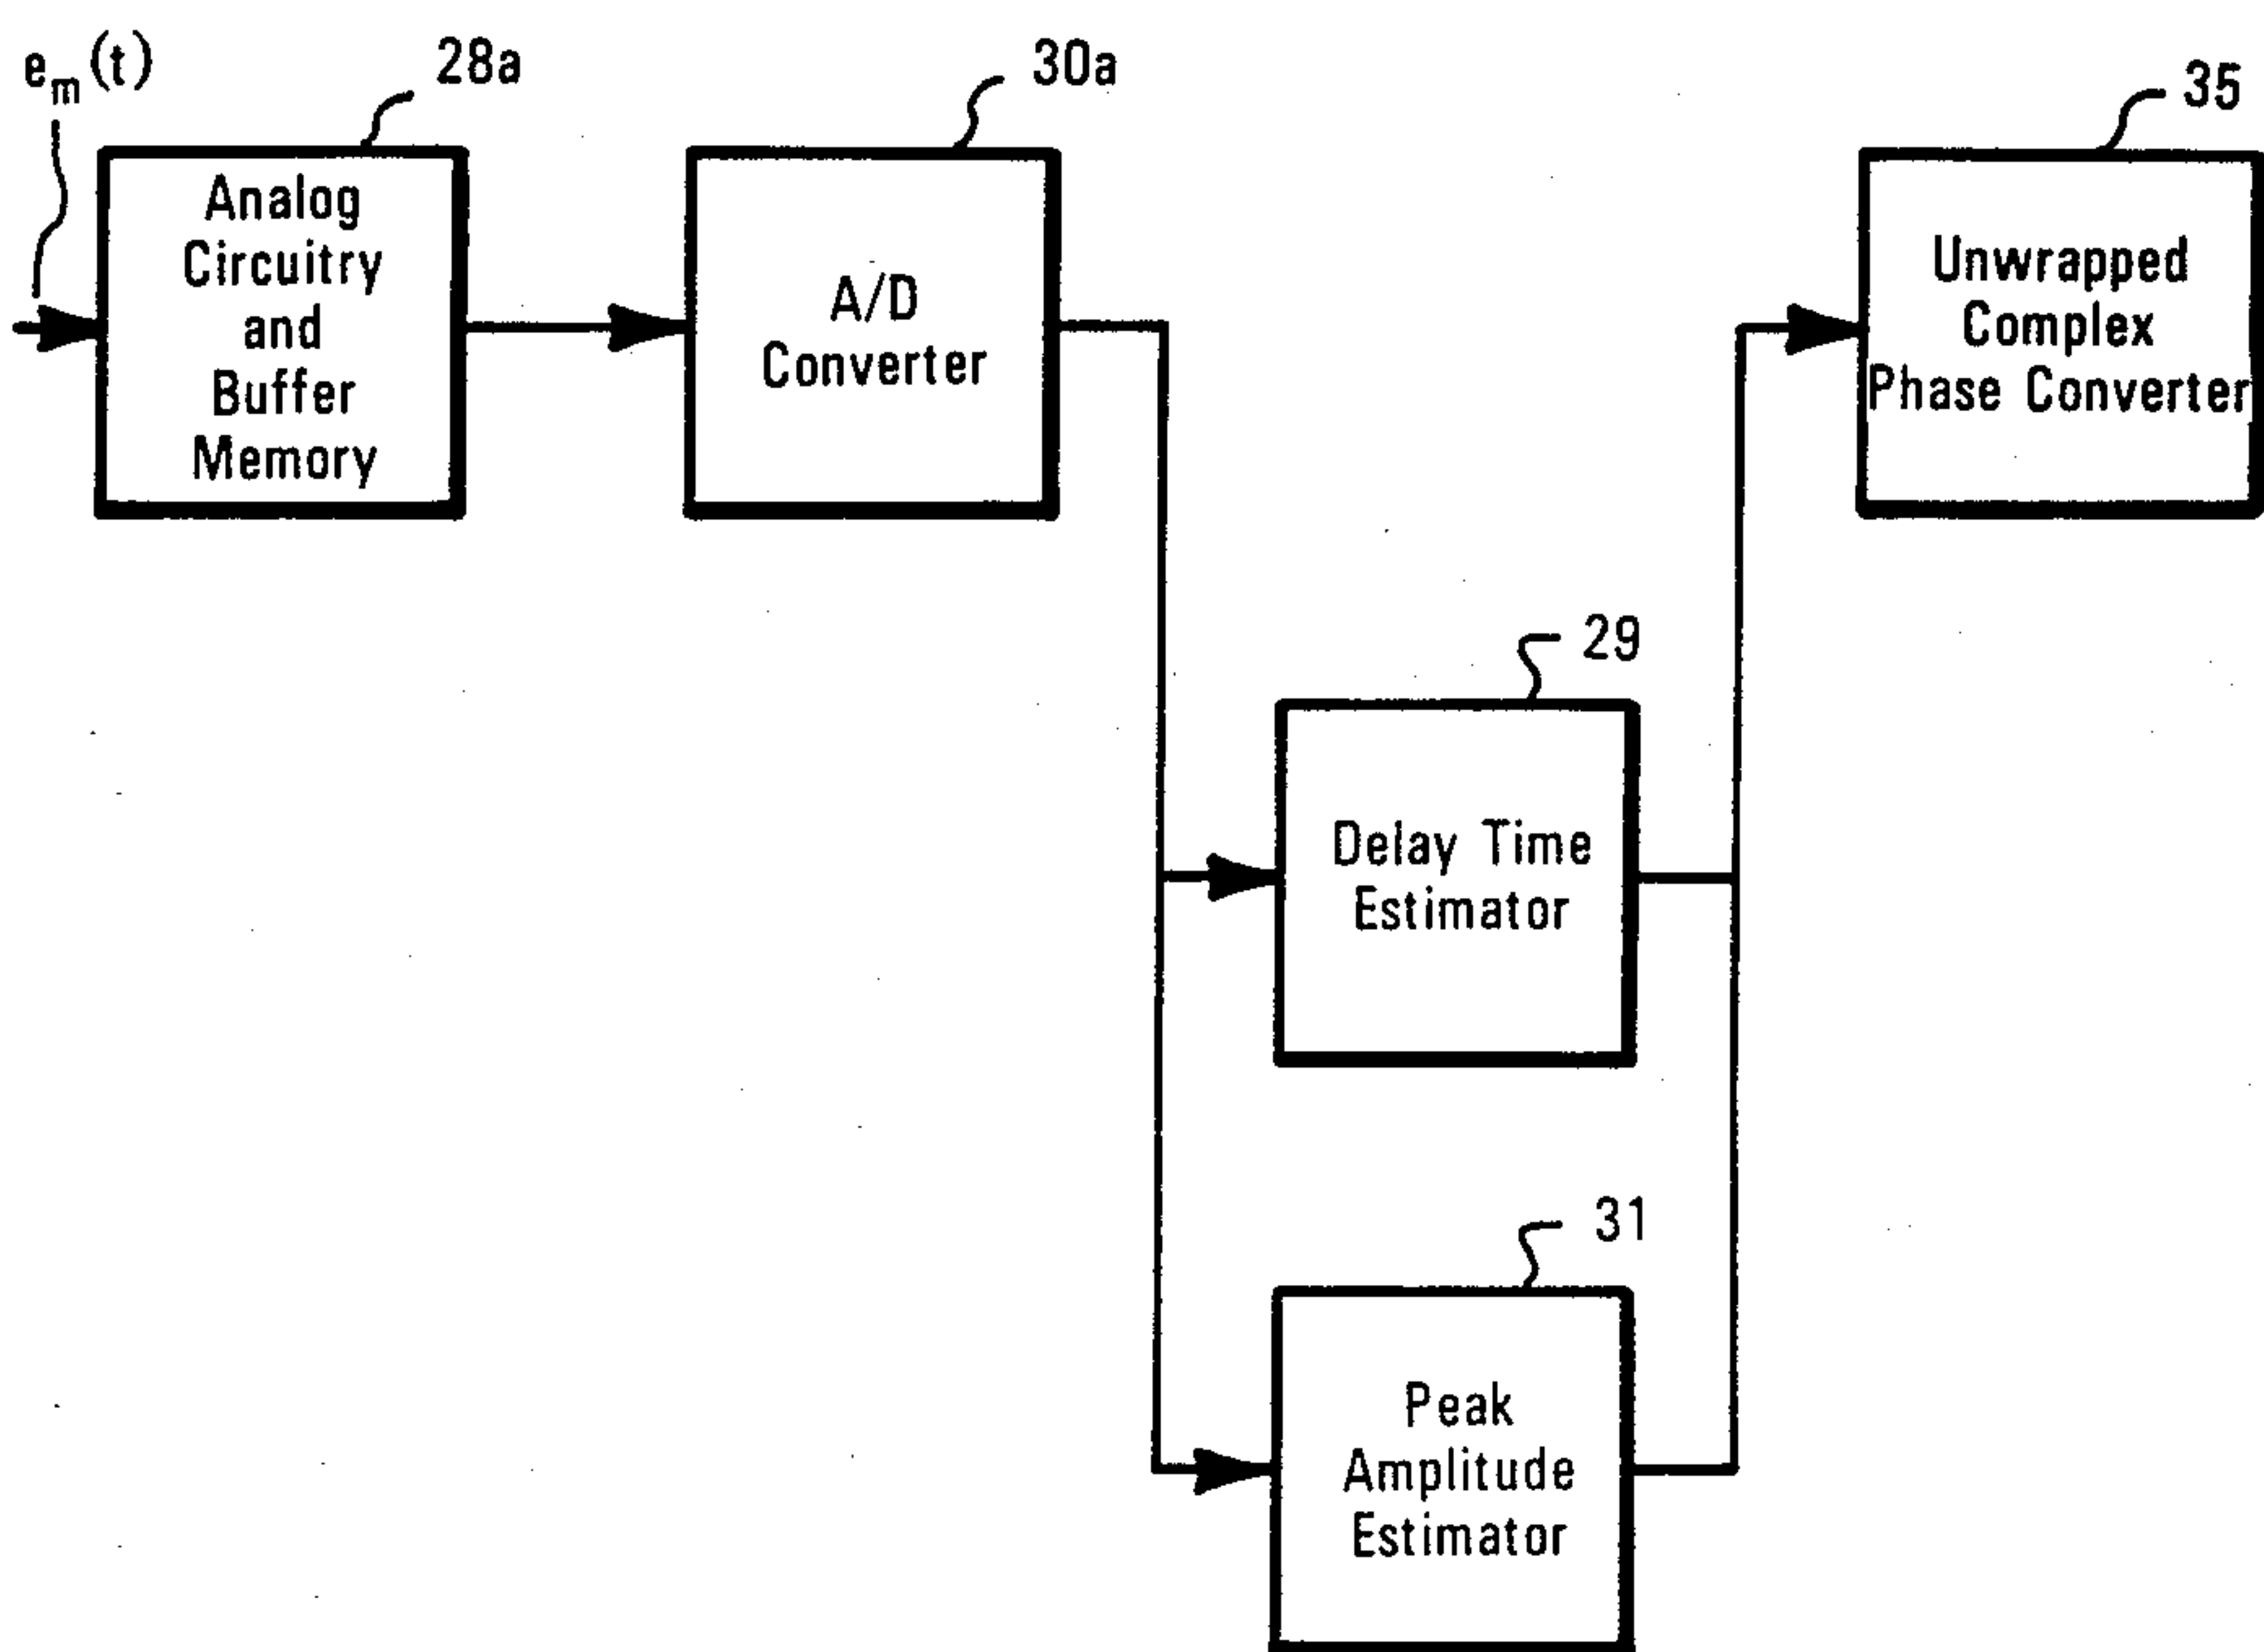 e_m(t)
28a
30a
35
Analog
Circuitry
and
Buffer
Memory
A/D
Converter
Unwrapped
Complex
Phase Converter
29
Delay Time
Estimator
31
Peak
Amplitude
Estimator